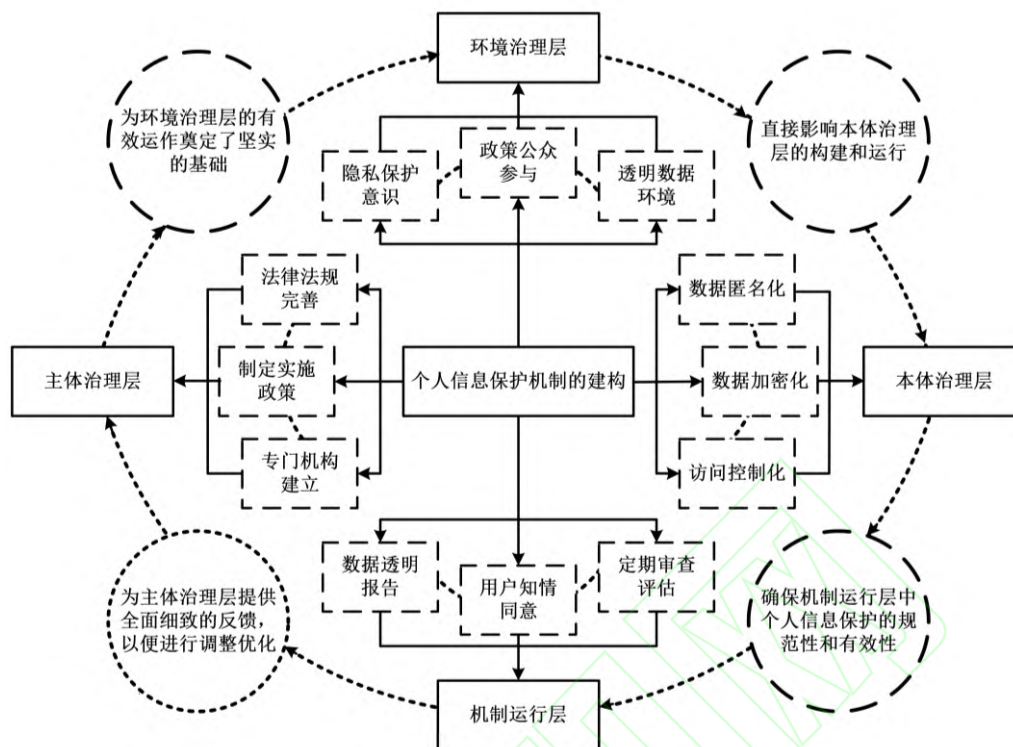 环境治理层
为环境治理层的有
效运作奠定了坚实
的基础
直接影响本体治理
层的构建和运行
隐私保护
意识
政策公众
参与
透明数据
环境
法律法规
完善
数据匿名化
主体治理层
制定实施
政策
个人信息保护机制的建构
数据加密化
本体治理层
专门机构
建立
访问控制化
数据透明
报告
用户知情
同意
定期审查
评估
为主体治理层提供
全面细致的反馈,
以便进行调整优化
确保机制运行层中
个人信息保护的规
范性和有效性
机制运行层